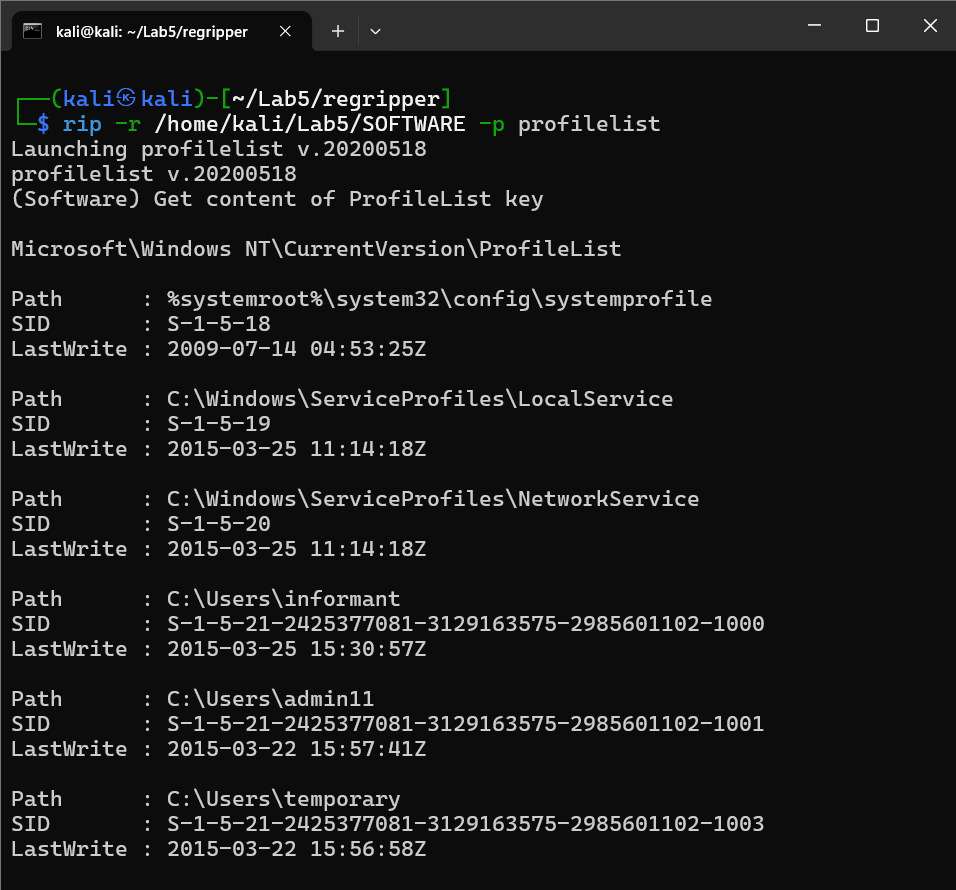 kali@kali: ~/Lab5/regripper
┌──(kali㉿kali)-[~/Lab5/regripper]
└─$ rip -r /home/kali/Lab5/SOFTWARE -p profilelist
Launching profilelist v.20200518
profilelist v.20200518
(Software) Get content of ProfileList key
Microsoft\Windows NT\CurrentVersion\ProfileList
Path      : %systemroot%\system32\config\systemprofile
SID       : S-1-5-18
LastWrite : 2009-07-14 04:53:25Z
Path      : C:\Windows\ServiceProfiles\LocalService
SID       : S-1-5-19
LastWrite : 2015-03-25 11:14:18Z
Path      : C:\Windows\ServiceProfiles\NetworkService
SID       : S-1-5-20
LastWrite : 2015-03-25 11:14:18Z
Path      : C:\Users\informant
SID       : S-1-5-21-2425377081-3129163575-2985601102-1000
LastWrite : 2015-03-25 15:30:57Z
Path      : C:\Users\admin11
SID       : S-1-5-21-2425377081-3129163575-2985601102-1001
LastWrite : 2015-03-22 15:57:41Z
Path      : C:\Users\temporary
SID       : S-1-5-21-2425377081-3129163575-2985601102-1003
LastWrite : 2015-03-22 15:56:58Z